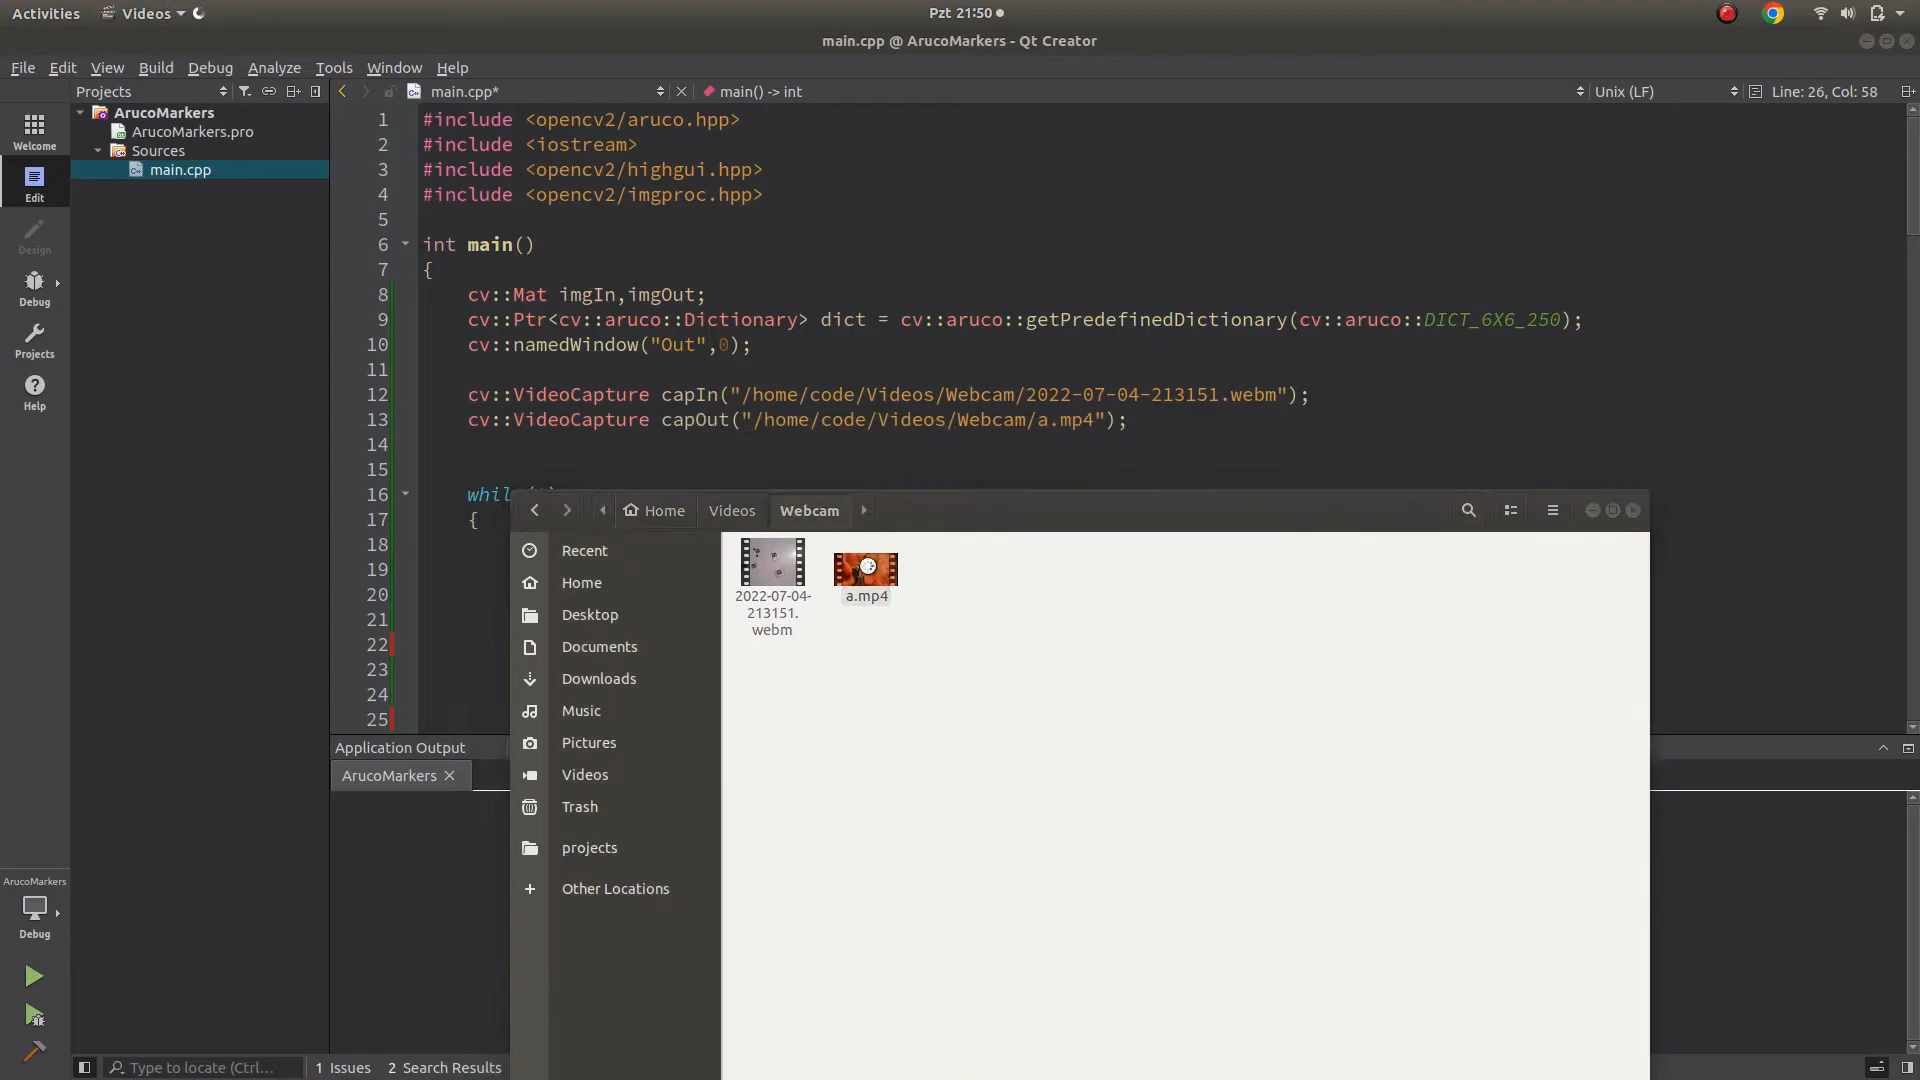 Activities
Videos
Pzt 21:50
main.cpp @ ArucoMarkers - Qt Creator
File Edit View Build Debug Analyze Tools Window Help
Projects
main.cpp*
main() -> int
Unix (LF)
Line: 26, Col: 58
Welcome
Edit
Design
Debug
Projects
Help
ArucoMarkers
ArucoMarkers.pro
Sources
main.cpp
1 #include <opencv2/aruco.hpp>
2 #include <iostream>
3 #include <opencv2/highgui.hpp>
4 #include <opencv2/imgproc.hpp>
5
6 int main()
7 {
8 cv::Mat imgIn,imgOut;
9 cv::Ptr<cv::aruco::Dictionary> dict = cv::aruco::getPredefinedDictionary(cv::aruco::DICT_6X6_250);
10 cv::namedWindow("Out",0);
11
12 cv::VideoCapture capIn("/home/code/Videos/Webcam/2022-07-04-213151.webm");
13 cv::VideoCapture capOut("/home/code/Videos/Webcam/a.mp4");
14
15
16 whil
17 {
18
19
20
21
22
23
24
25
Home Videos Webcam
Recent
Home
Desktop
Documents
Downloads
Music
Pictures
Videos
Trash
projects
+ Other Locations
2022-07-04-
213151.
webm
a.mp4
Application Output
ArucoMarkers
ArucoMarkers
Debug
Type to locate (Ctrl...
1 Issues
2 Search Results